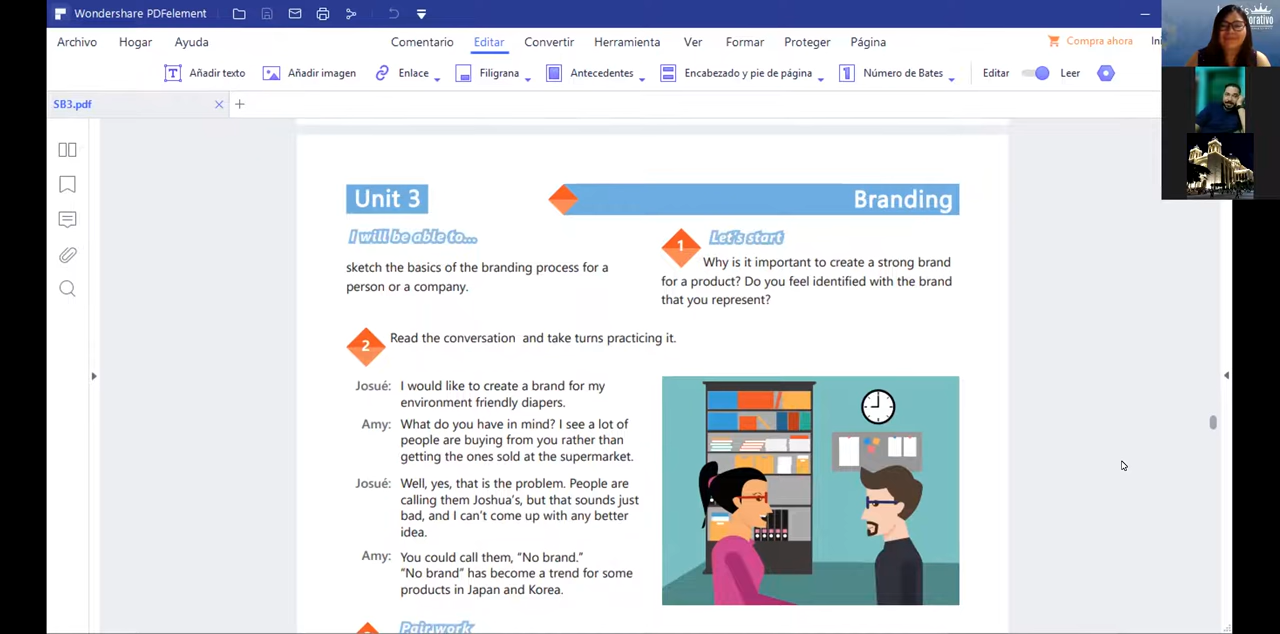 Wondershare PDFelement
Archivo Hogar Ayuda Comentario Editar Convertir Herramienta Ver Formar Proteger Página Compra ahora
Añadir texto Añadir imagen Enlace Filigrana Antecedentes Encabezado y pie de página Número de Bates Editar Leer
SB3.pdf
Unit 3
Branding
I will be able to...
sketch the basics of the branding process for a
person or a company.
1 Let's start
Why is it important to create a strong brand
for a product? Do you feel identified with the brand
that you represent?
2 Read the conversation and take turns practicing it.
Josué: I would like to create a brand for my
environment friendly diapers.
Amy: What do you have in mind? I see a lot of
people are buying from you rather than
getting the ones sold at the supermarket.
Josué: Well, yes, that is the problem. People are
calling them Joshua's, but that sounds just
bad, and I can't come up with any better
idea.
Amy: You could call them, “No brand.”
“No brand” has become a trend for some
products in Japan and Korea.
Pair work